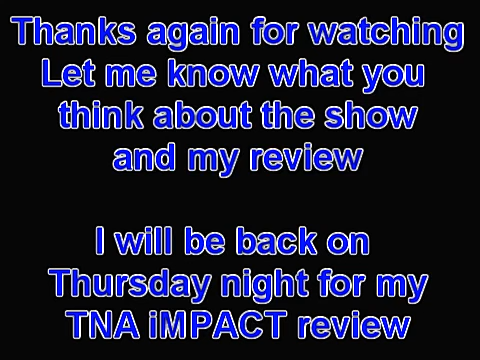 Thanks again for watching
Let me know what you
think about the show
and my review
I will be back on
Thursday night for my
TNA iMPACT review